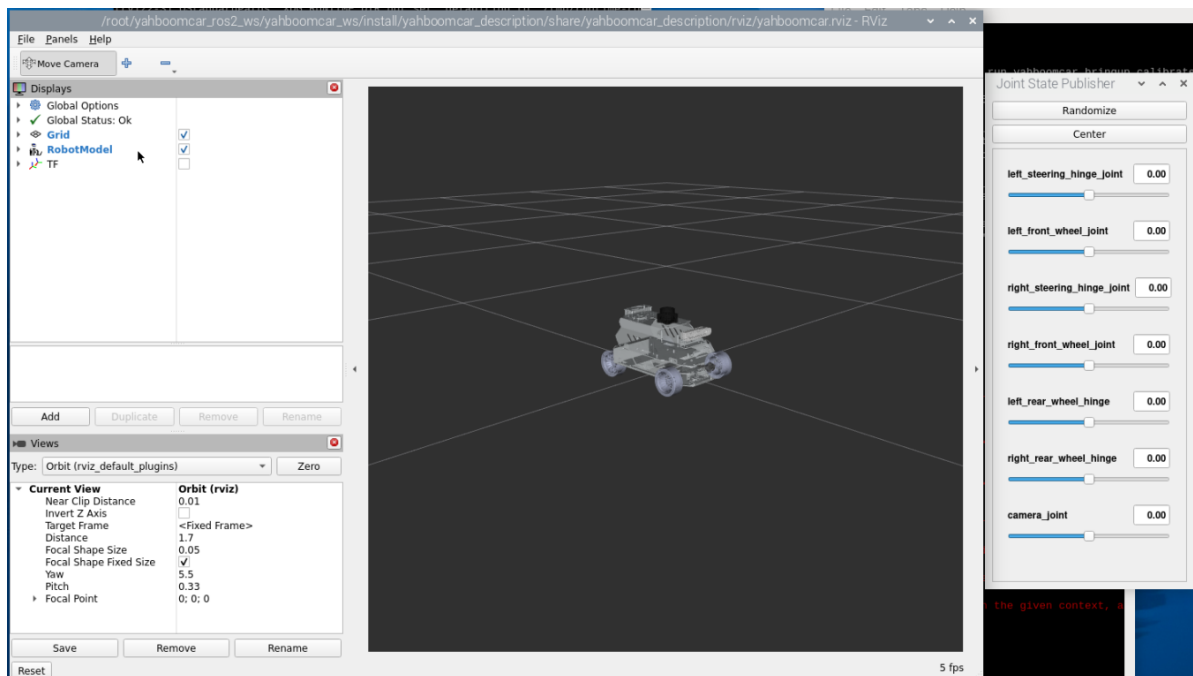 /root/yahboomcar_ros2_ws/yahboomcar_ws/install/yahboomcar_description/share/yahboomcar_description/rviz/yahboomcar.rviz - RViz
File Panels Help
Move Camera
Displays
Global Options
Global Status: Ok
Grid
RobotModel
TF
Add Duplicate Remove Rename
Views
Type: Orbit (rviz_default_plugins) Zero
Current View Orbit (rviz)
Near Clip Distance 0.01
Invert Z Axis
Target Frame <Fixed Frame>
Distance 1.7
Focal Shape Size 0.05
Focal Shape Fixed Size
Yaw 5.5
Pitch 0.33
Focal Point 0; 0; 0
Save Remove Rename
Reset
5 fps
run yahboomcar_bringup calibrate
Joint State Publisher
Randomize
Center
left_steering_hinge_joint 0.00
left_front_wheel_joint 0.00
right_steering_hinge_joint 0.00
right_front_wheel_joint 0.00
left_rear_wheel_hinge 0.00
right_rear_wheel_hinge 0.00
camera_joint 0.00
the given context, a